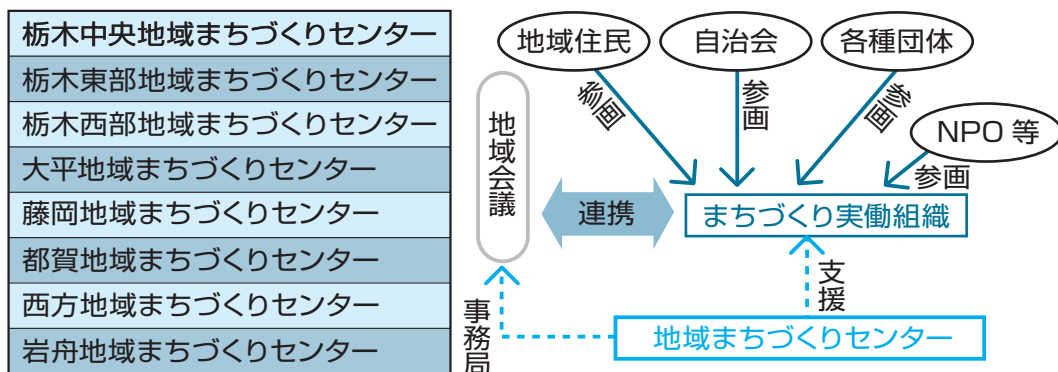 栃木中央地域まちづくりセンター
栃木東部地域まちづくりセンター
栃木西部地域まちづくりセンター
大平地域まちづくりセンター
藤岡地域まちづくりセンター
都賀地域まちづくりセンター
西方地域まちづくりセンター
岩舟地域まちづくりセンター
地域住民
自治会
各種団体
NPO 等
参画
参画
参画
参画
地域会議
連携
まちづくり実働組織
支援
事務局
地域まちづくりセンター